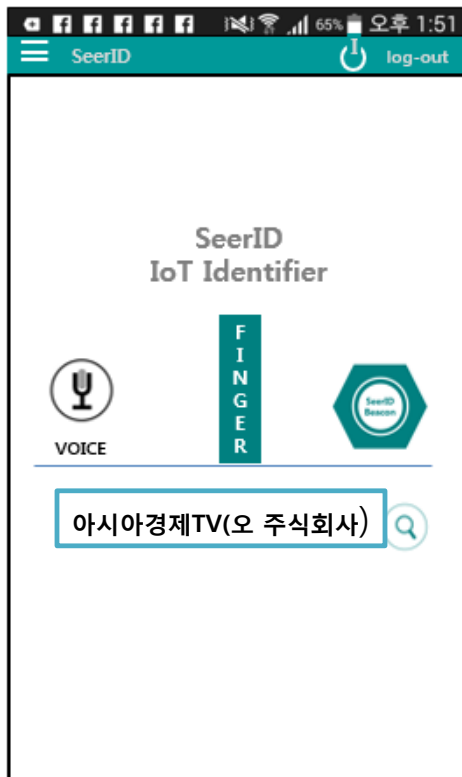 65% 오후 1:51
SeerID log-out
SeerID
IoT Identifier
FINGER
VOICE
SeerID
Beacon
아시아경제TV(오 주식회사)